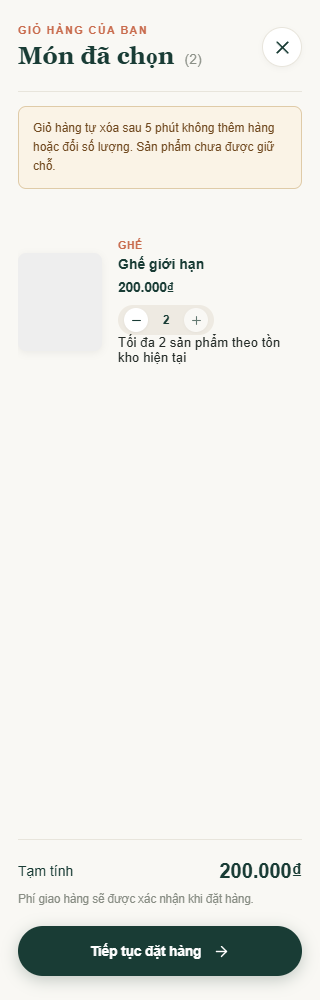 GIỎ HÀNG CỦA BẠN
Món đã chọn (2)
Giỏ hàng tự xóa sau 5 phút không thêm hàng
hoặc đổi số lượng. Sản phẩm chưa được giữ
chỗ.
GHẾ
Ghế giới hạn
200.000₫
− 2 +
Tối đa 2 sản phẩm theo tồn
kho hiện tại
Tạm tính 200.000₫
Phí giao hàng sẽ được xác nhận khi đặt hàng.
Tiếp tục đặt hàng →